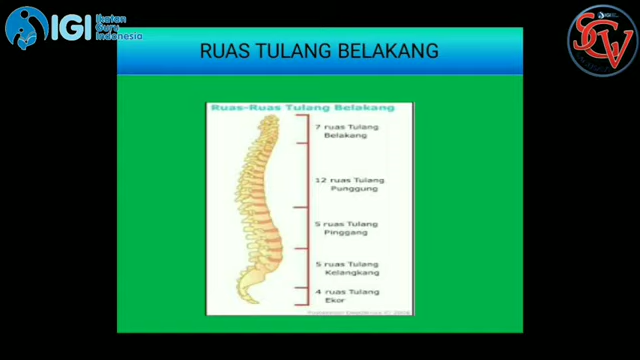 IGI Ikatan
Guru
Indonesia
SCW
RUAS TULANG BELAKANG
Ruas-Ruas Tulang Belakang
7 ruas Tulang
Belakang
12 ruas Tulang
Punggung
5 ruas Tulang
Pinggang
5 ruas Tulang
Kelangkang
4 ruas Tulang
Ekor